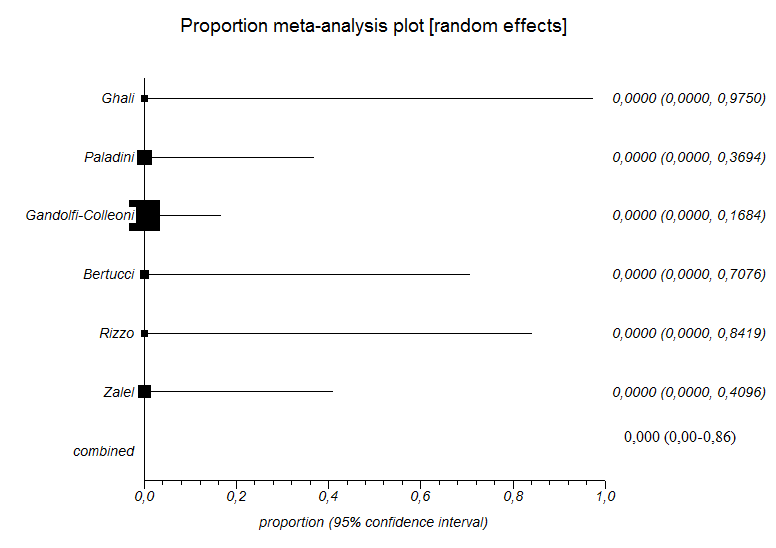 Proportion meta-analysis plot [random effects]
Ghali 0,0000 (0,0000, 0,9750)
Paladini 0,0000 (0,0000, 0,3694)
Gandolfi-Colleoni 0,0000 (0,0000, 0,1684)
Bertucci 0,0000 (0,0000, 0,7076)
Rizzo 0,0000 (0,0000, 0,8419)
Zalel 0,0000 (0,0000, 0,4096)
combined 0,000 (0,00-0,86)
0,0 0,2 0,4 0,6 0,8 1,0
proportion (95% confidence interval)